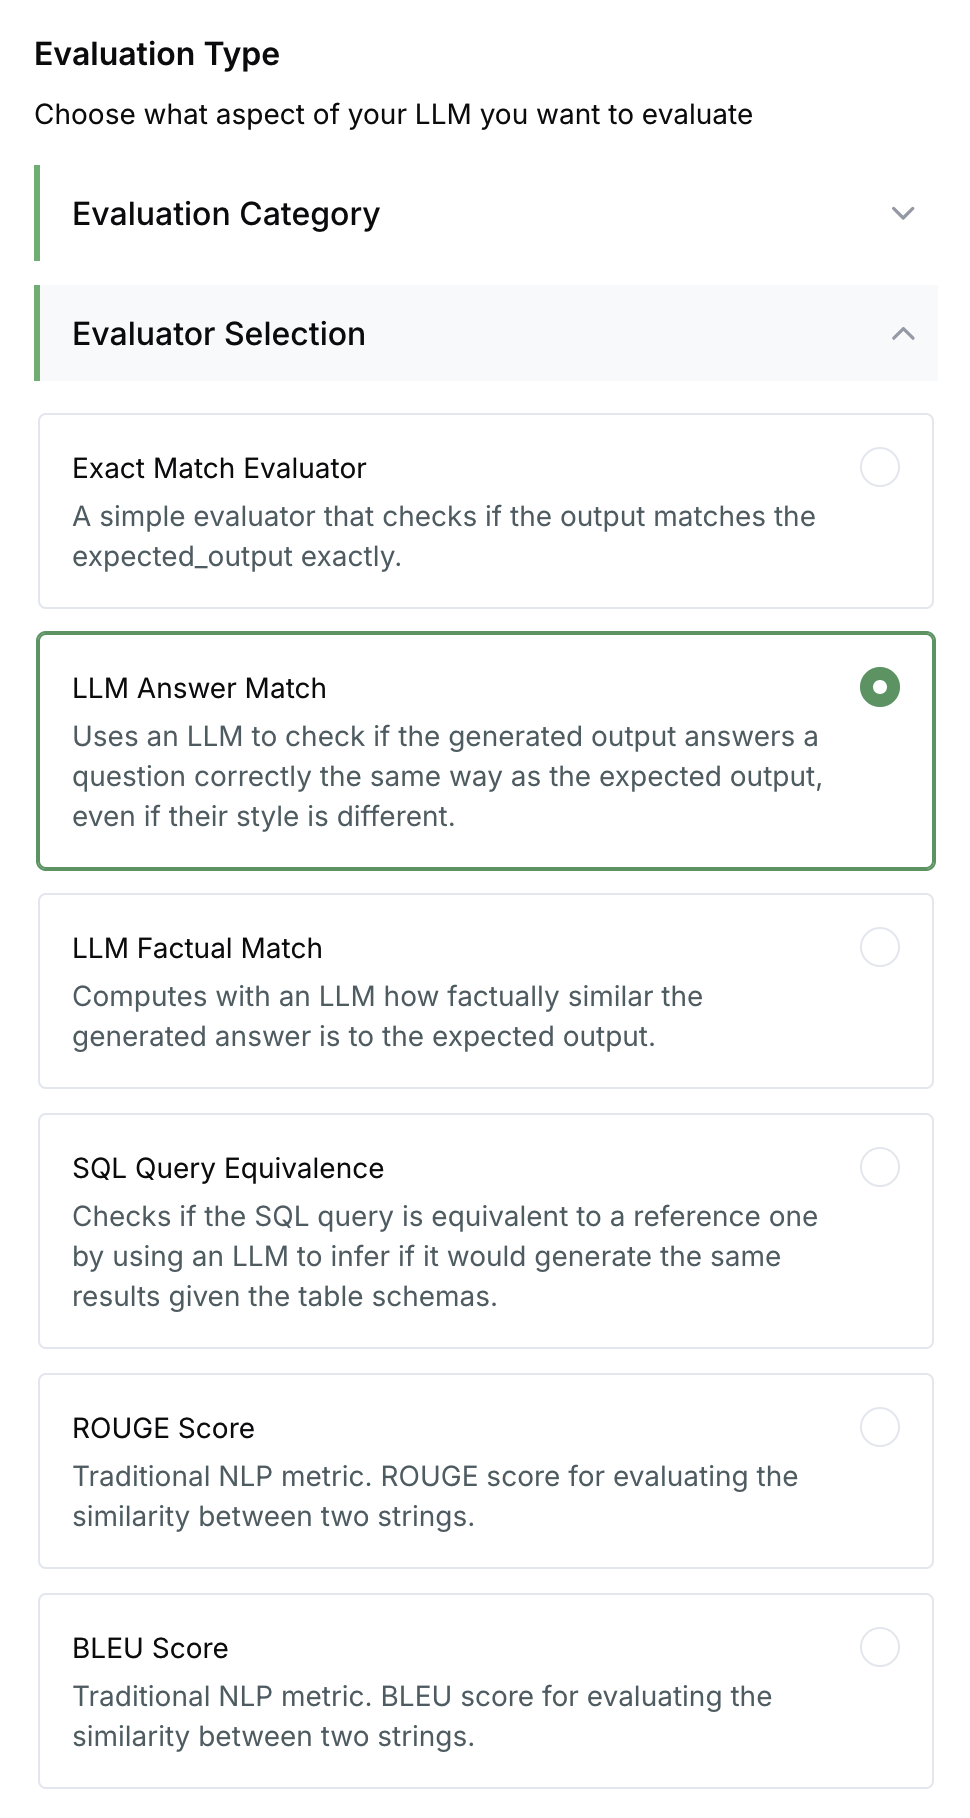 Evaluation Type
Choose what aspect of your LLM you want to evaluate
Evaluation Category
Evaluator Selection
Exact Match Evaluator
A simple evaluator that checks if the output matches the
expected_output exactly.
LLM Answer Match
Uses an LLM to check if the generated output answers a
question correctly the same way as the expected output,
even if their style is different.
LLM Factual Match
Computes with an LLM how factually similar the
generated answer is to the expected output.
SQL Query Equivalence
Checks if the SQL query is equivalent to a reference one
by using an LLM to infer if it would generate the same
results given the table schemas.
ROUGE Score
Traditional NLP metric. ROUGE score for evaluating the
similarity between two strings.
BLEU Score
Traditional NLP metric. BLEU score for evaluating the
similarity between two strings.